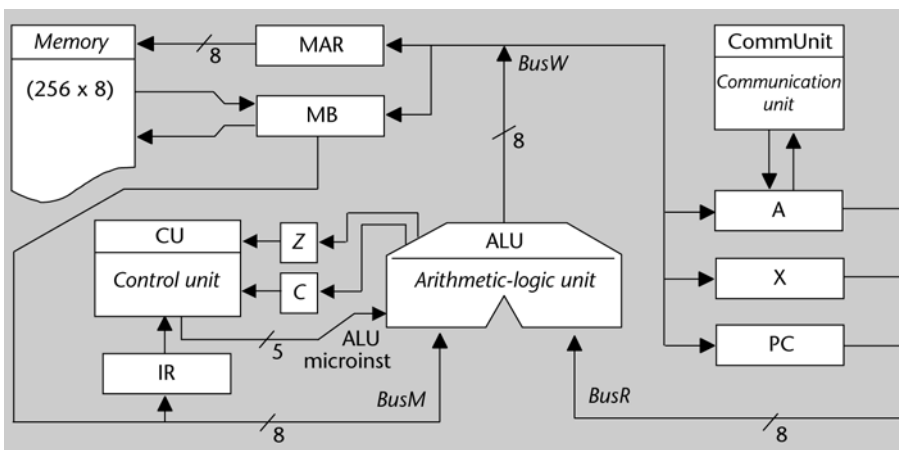 Memory
(256 x 8)
8
MAR
MB
BusW
8
CommUnit
Communication
unit
A
X
PC
CU
Control unit
Z
C
ALU
Arithmetic-logic unit
5
ALU
microinst
IR
BusM
8
BusR
8